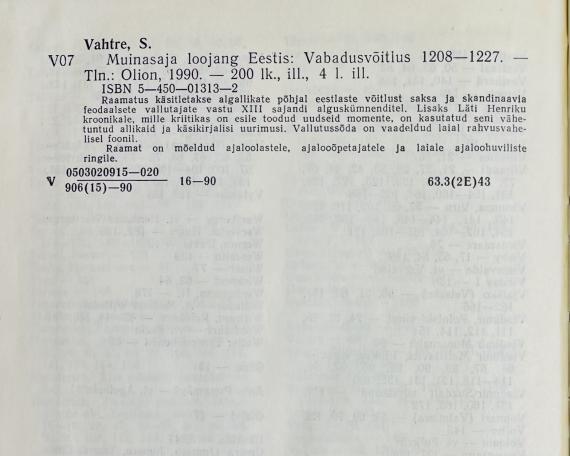 Vahtre, S.
V07 Muinasaja loojang Eestis: Vabadusvõitlus 1208—1227. —
Tln.: Olion, 1990. — 200 lk., ill., 4 l. ill.
ISBN 5—450—01313—2
Raamatus käsitletakse algallikate põhjal eestlaste võitlust saksa ja skandinaavia
feodaalsete vallutajate vastu XIII sajandi alguskümnenditel. Lisaks Läti Henriku
kroonikale, mille kriitikas on esile toodud uudseid momente, on kasutatud seni vähe-
tuntud allikaid ja käsikirjalisi uurimusi. Vallutussõda on vaadeldud laial rahvusvahe-
lisel foonil.
Raamat on mõeldud ajaloolastele, ajalooõpetajatele ja laiale ajaloohuviliste
ringile.
V 0503020915—020
906(15)—90 16—90 63.3(2E)43